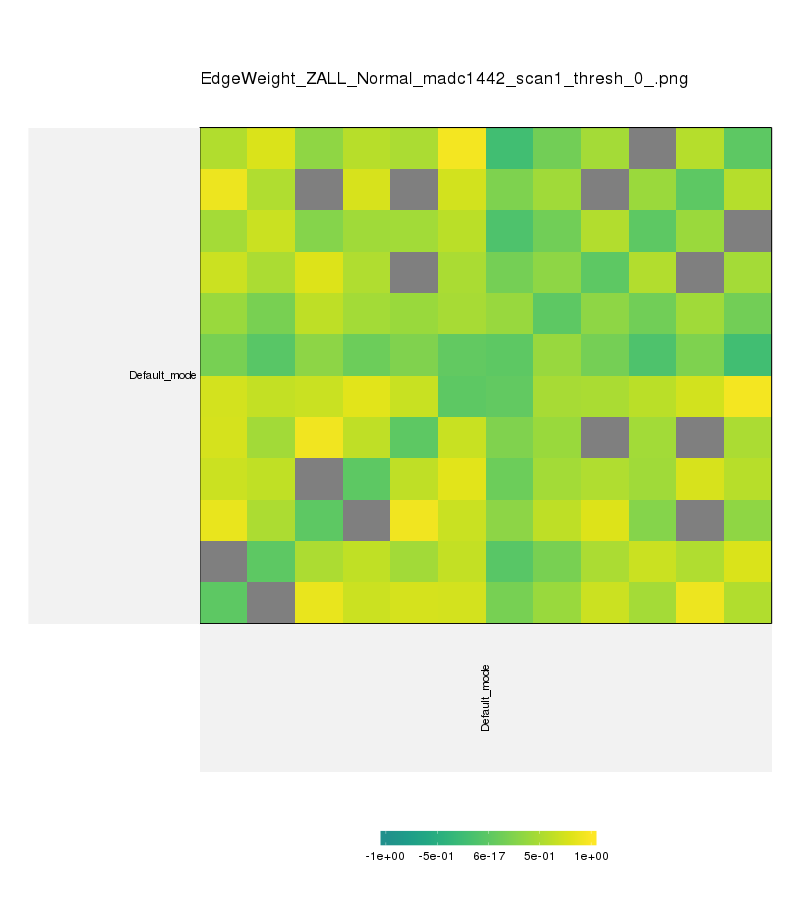 EdgeWeight_ZALL_Normal_madc1442_scan1_thresh_0_.png
Default_mode
Default_mode
-1e+00 -5e-01 6e-17 5e-01 1e+00